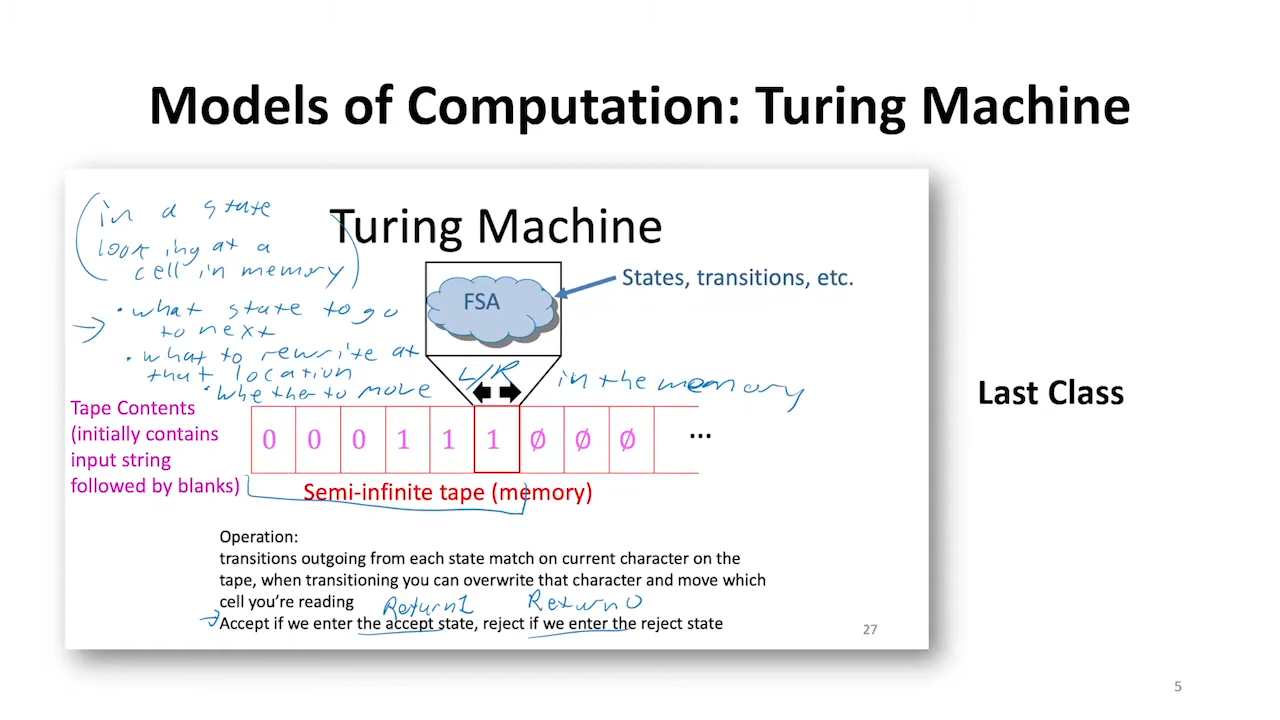 Models of Computation: Turing Machine
(in a state
looking at a
cell in memory)
Turing Machine
FSA
States, transitions, etc.
→ • what state to go
to next
• what to rewrite at
that location
• whether to move L/R in the memory
Tape Contents
(initially contains
input string
followed by blanks)
0 0 0 1 1 1 ∅ ∅ ∅ ...
Semi-infinite tape (memory)
Operation:
transitions outgoing from each state match on current character on the
tape, when transitioning you can overwrite that character and move which
cell you're reading
Return 1 Return 0
→ Accept if we enter the accept state, reject if we enter the reject state
27
Last Class
5